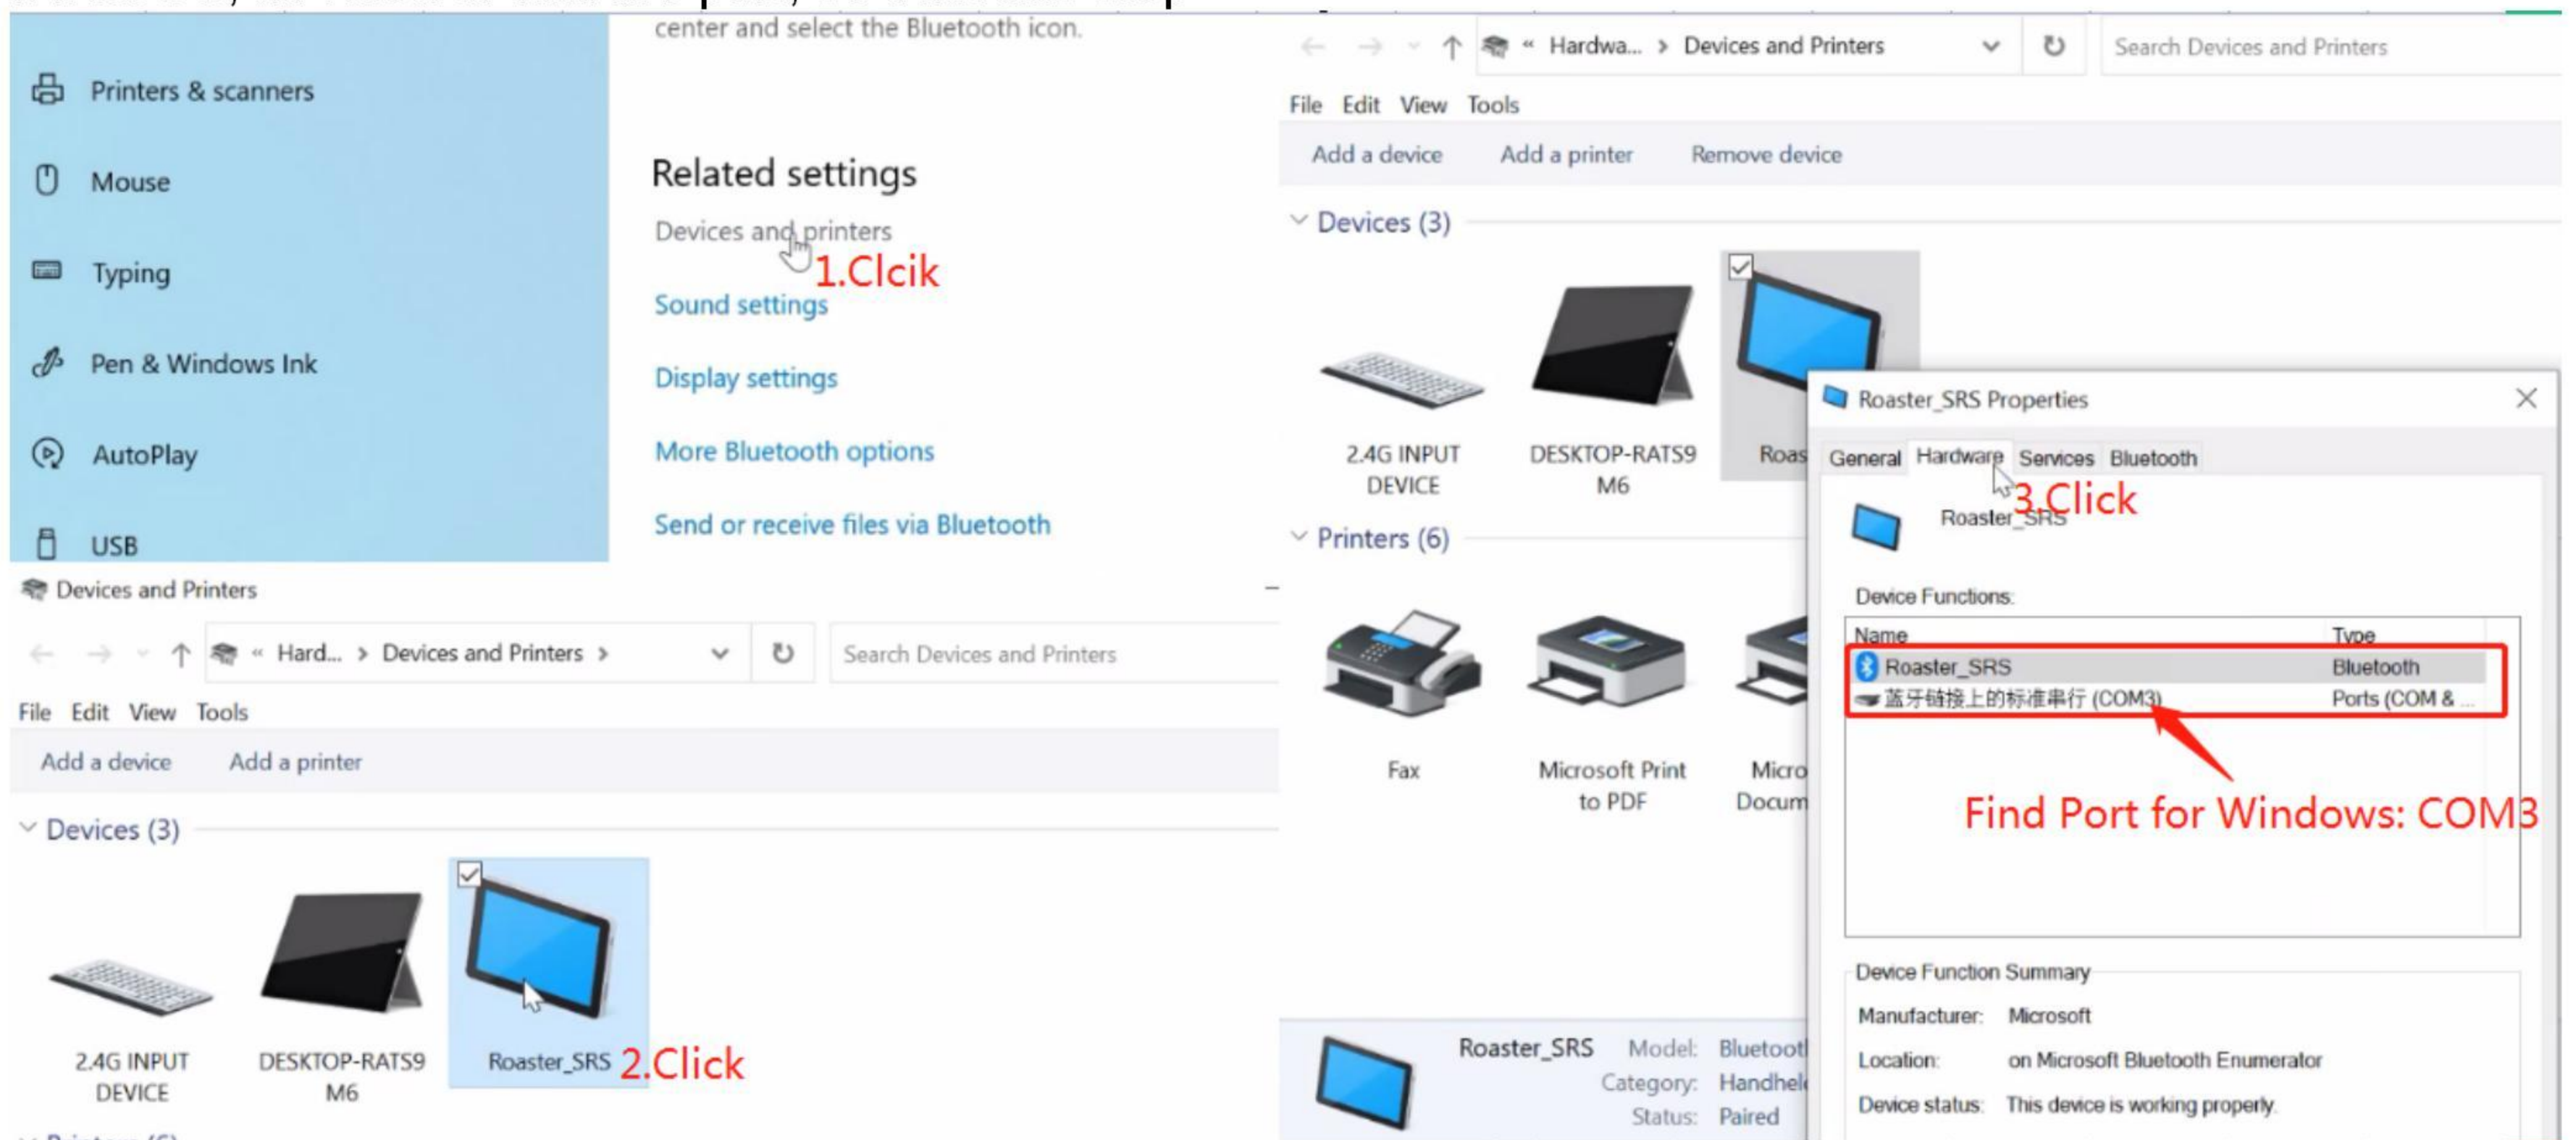 center and select the Bluetooth icon.
Printers & scanners
Mouse
Typing
Pen & Windows Ink
AutoPlay
USB
Related settings
Devices and printers
1.Clcik
Sound settings
Display settings
More Bluetooth options
Send or receive files via Bluetooth
Devices and Printers
« Hard... > Devices and Printers >
Search Devices and Printers
File Edit View Tools
Add a device Add a printer
Devices (3)
2.4G INPUT
DEVICE
DESKTOP-RATS9
M6
Roaster_SRS
2.Click
« Hardwa... > Devices and Printers
Search Devices and Printers
File Edit View Tools
Add a device Add a printer Remove device
Devices (3)
2.4G INPUT
DEVICE
DESKTOP-RATS9
M6
Roas
Printers (6)
Fax
Microsoft Print
to PDF
Micro
Docum
Roaster_SRS Properties
General Hardware Services Bluetooth
3.Click
Roaster_SRS
Device Functions:
Name Type
Roaster_SRS Bluetooth
蓝牙链接上的标准串行 (COM3) Ports (COM & ...
Find Port for Windows: COM3
Device Function Summary
Manufacturer: Microsoft
Location: on Microsoft Bluetooth Enumerator
Device status: This device is working properly.
Roaster_SRS
Model: Bluetoot
Category: Handhel
Status: Paired